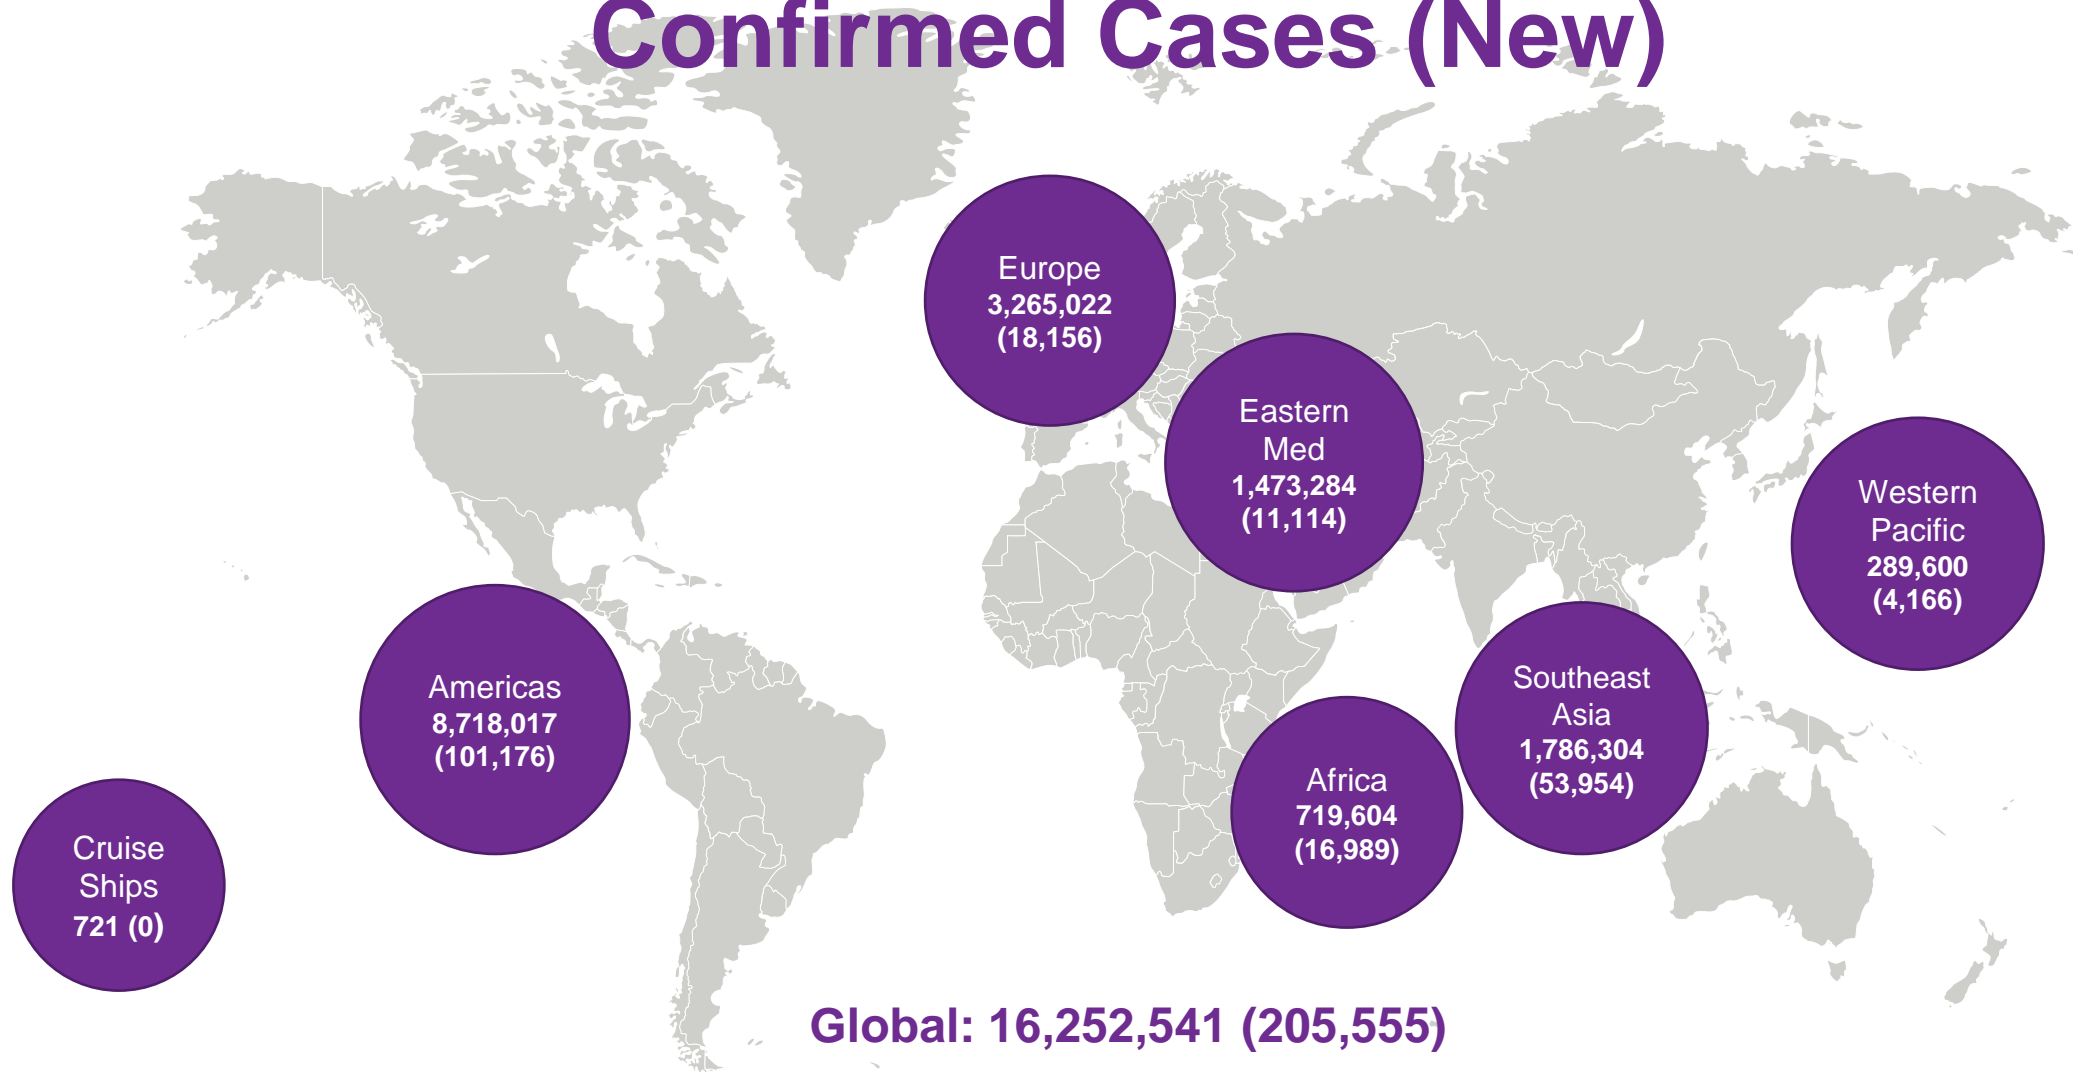 Confirmed Cases (New)
Europe
3,265,022
(18,156)
Eastern
Med
1,473,284
(11,114)
Western
Pacific
289,600
(4,166)
Americas
8,718,017
(101,176)
Southeast
Asia
1,786,304
(53,954)
Africa
719,604
(16,989)
Cruise
Ships
721 (0)
Global: 16,252,541 (205,555)